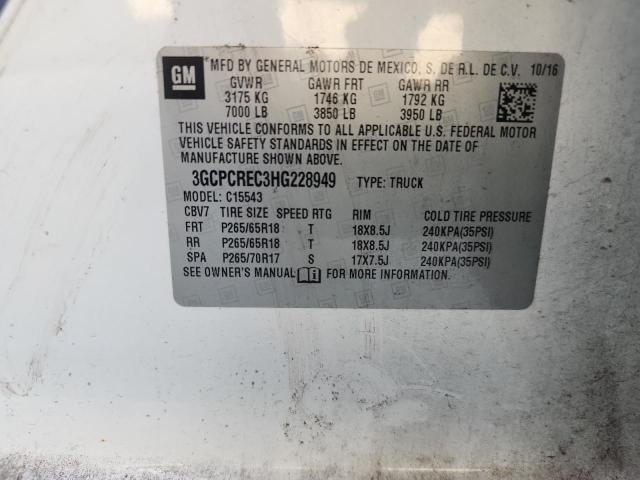 GM
MFD BY GENERAL MOTORS DE MEXICO, S. DE R.L. DE C.V. 10/16
GVWR GAWR FRT GAWR RR
3175 KG 1746 KG 1792 KG
7000 LB 3850 LB 3950 LB
THIS VEHICLE CONFORMS TO ALL APPLICABLE U.S. FEDERAL MOTOR
VEHICLE SAFETY STANDARDS IN EFFECT ON THE DATE OF
MANUFACTURE SHOWN ABOVE.
3GCPCREC3HG228949 TYPE: TRUCK
MODEL: C15543
CBV7 TIRE SIZE SPEED RTG RIM COLD TIRE PRESSURE
FRT P265/65R18 T 18X8.5J 240KPA(35PSI)
RR P265/65R18 T 18X8.5J 240KPA(35PSI)
SPA P265/70R17 S 17X7.5J 240KPA(35PSI)
SEE OWNER'S MANUAL FOR MORE INFORMATION.